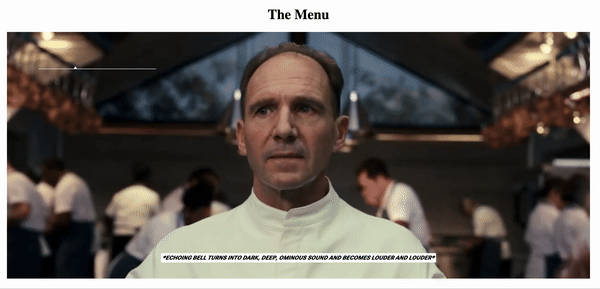 The Menu
*ECHOING BELL TURNS INTO DARK, DEEP, OMINOUS SOUND AND BECOMES LOUDER AND LOUDER*